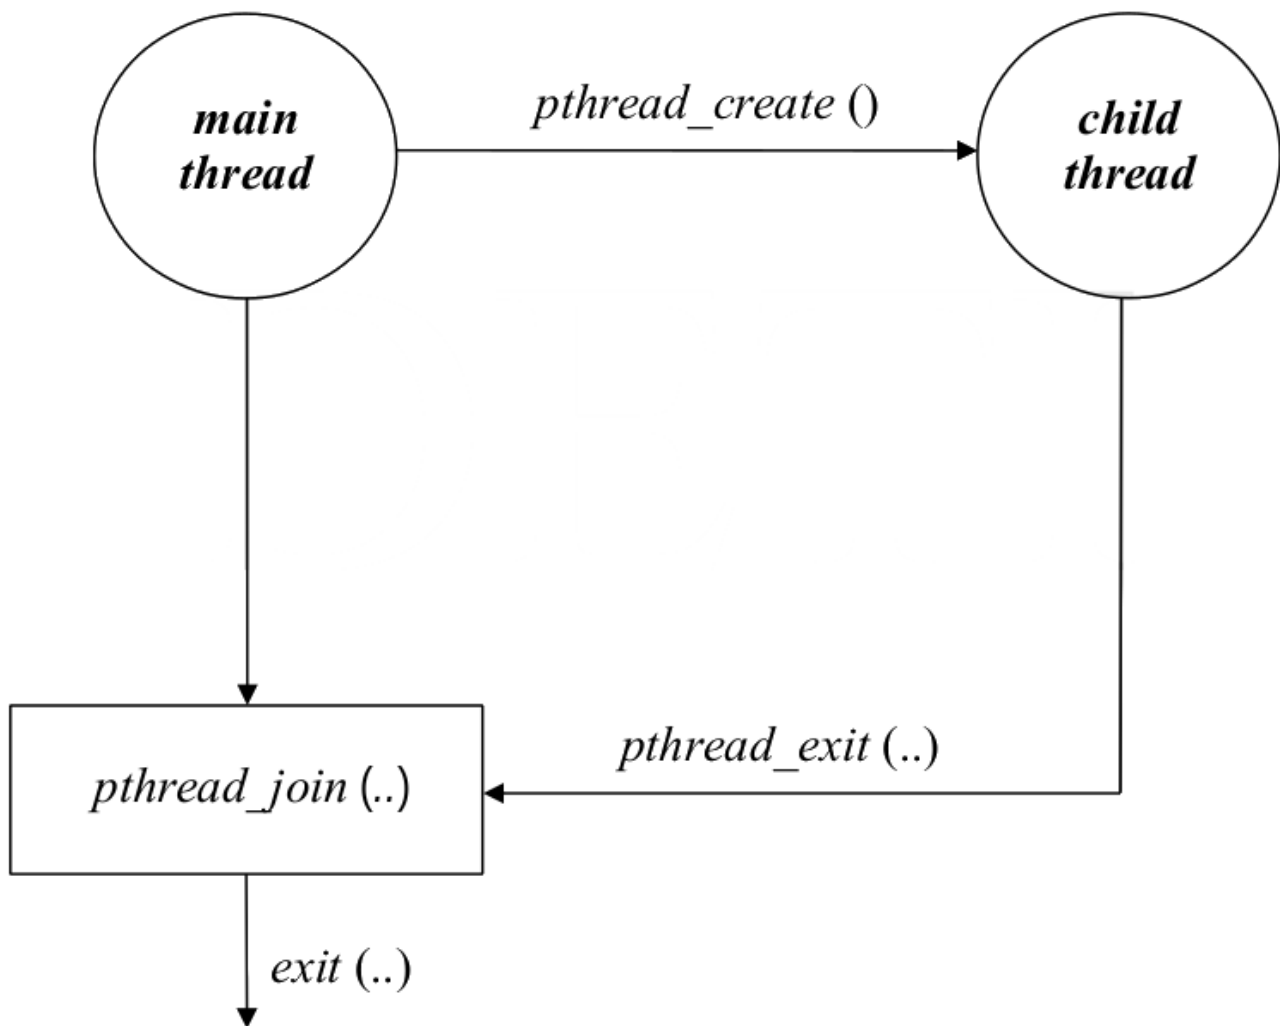 main
thread
pthread_create ()
child
thread
pthread_exit (..)
pthread_join (..)
exit (..)